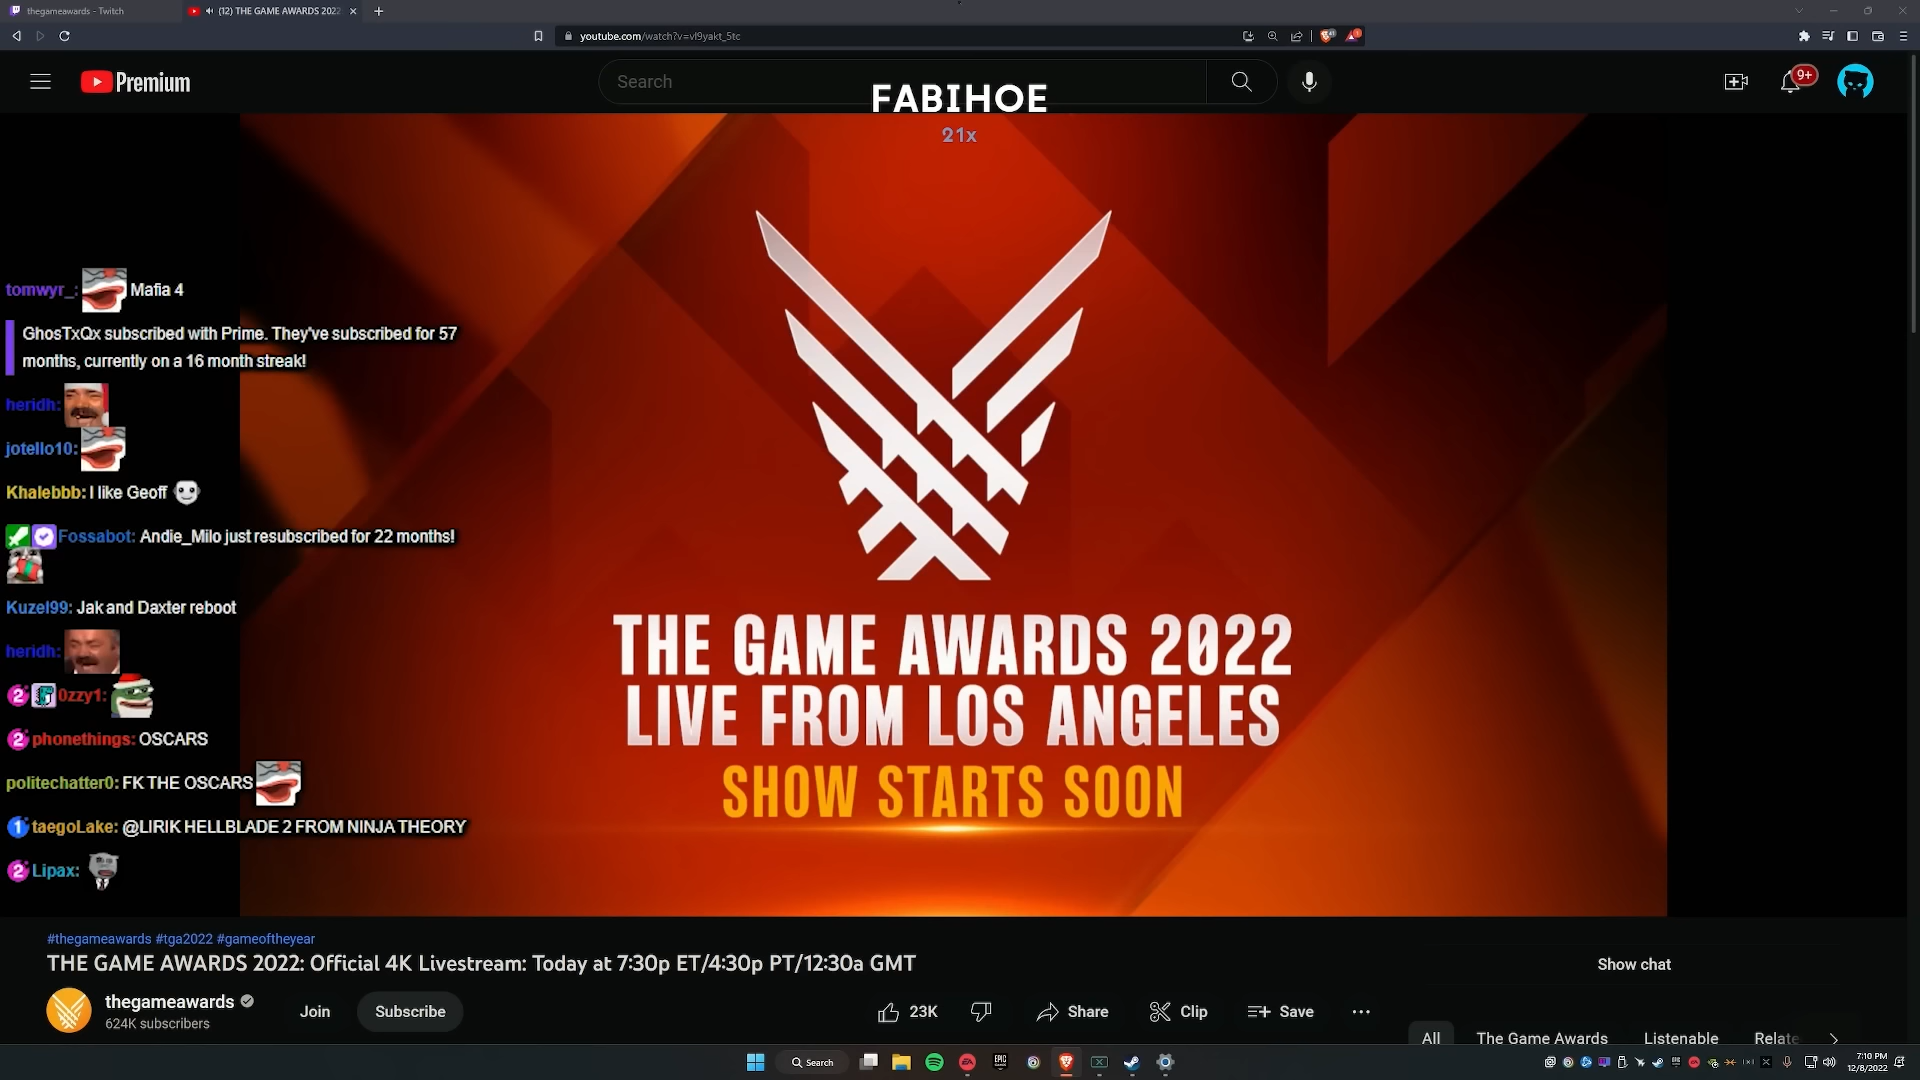 thegameawards - Twitch
(12) THE GAME AWARDS 2022
youtube.com/watch?v=vl9yakt_5tc
Premium
Search
9+
FABIHOE
21x
tomwyr_: Mafia 4
GhosTxQx subscribed with Prime. They've subscribed for 57
months, currently on a 16 month streak!
heridh:
jotello10:
Khalebbb: I like Geoff
Fossabot: Andie_Milo just resubscribed for 22 months!
Kuzel99: Jak and Daxter reboot
heridh:
2 0zzy1:
2 phonethings: OSCARS
politechatter0: FK THE OSCARS
1 taegoLake: @LIRIK HELLBLADE 2 FROM NINJA THEORY
2 Lipax:
THE GAME AWARDS 2022
LIVE FROM LOS ANGELES
SHOW STARTS SOON
#thegameawards #tga2022 #gameoftheyear
THE GAME AWARDS 2022: Official 4K Livestream: Today at 7:30p ET/4:30p PT/12:30a GMT
Show chat
thegameawards
624K subscribers
Join
Subscribe
23K
Share
Clip
Save
All
The Game Awards
Listenable
Relate
Search
7:10 PM
12/8/2022